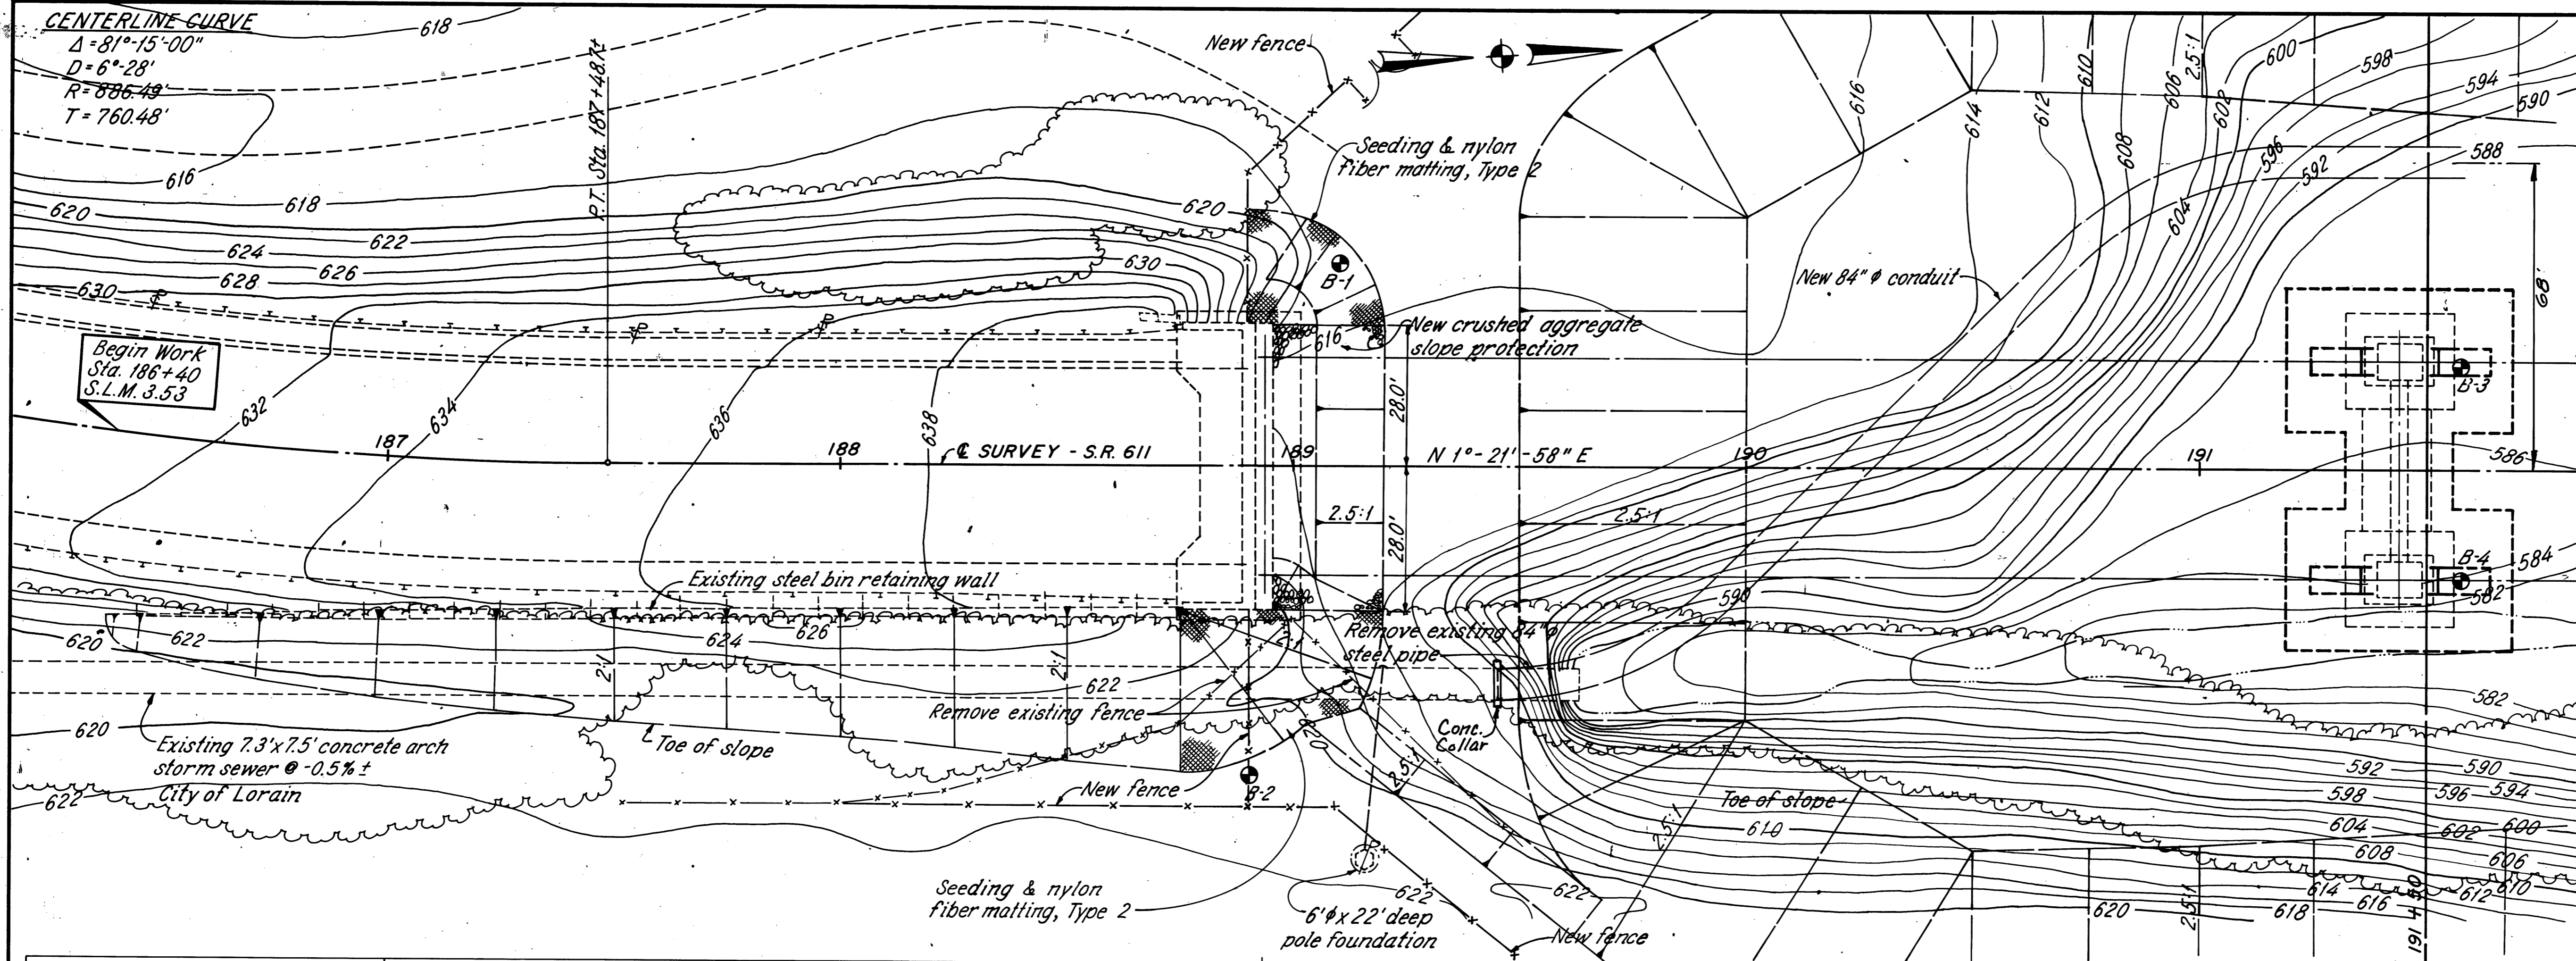 CENTERLINE CURVE
Δ = 81°-15'-00"
D = 6°-28'
R = 886.49'
T = 760.48'
618
616
618
620
622
624
626
628
630
P.T. Sta. 187+48.7±
Begin Work
Sta. 186+40
S.L.M. 3.53
632
634
636
638
187
188
189
190
191
℄ SURVEY - S.R. 611
N 1°-21'-58" E
New fence
Seeding & nylon
fiber matting, Type 2
620
630
B-1
616
New crushed aggregate
slope protection
28.0'
28.0'
2.5:1
2.5:1
616
614
612
610
608
606
604
602
600
598
596
594
592
590
588
2.5:1
New 84" φ conduit
68'
B-3
586
B-4
584
582
590
Existing steel bin retaining wall
620
622
624
626
2:1
2:1
2:1
622
Remove existing 84" φ
steel pipe
Remove existing fence
Conc.
Collar
620
Toe of slope
Existing 7.3'x7.5' concrete arch
storm sewer @ -0.5% ±
City of Lorain
622
620
New fence
B-2
2.5:1
2.5:1
Toe of slope
610
582
592
590
598
596
594
604
602
600
608
606
614
612
610
620
618
616
2.5:1
191 + 50
Seeding & nylon
fiber matting, Type 2
6'φ x 22' deep
pole foundation
622
622
New fence